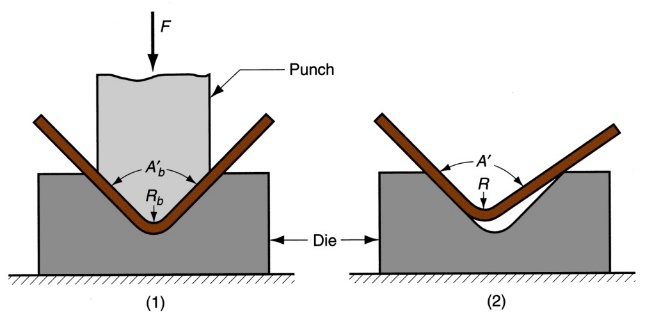 F
Punch
A'b
Rb
A'
R
Die
(1)
(2)